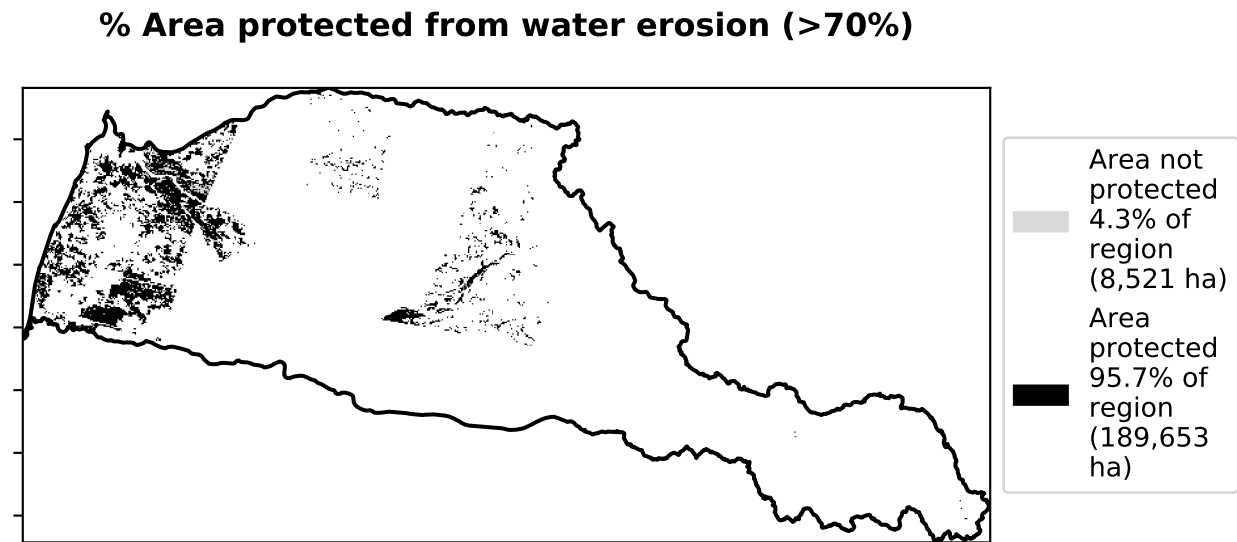 % Area protected from water erosion (>70%)
Area not
protected
4.3% of
region
(8,521 ha)
Area
protected
95.7% of
region
(189,653
ha)